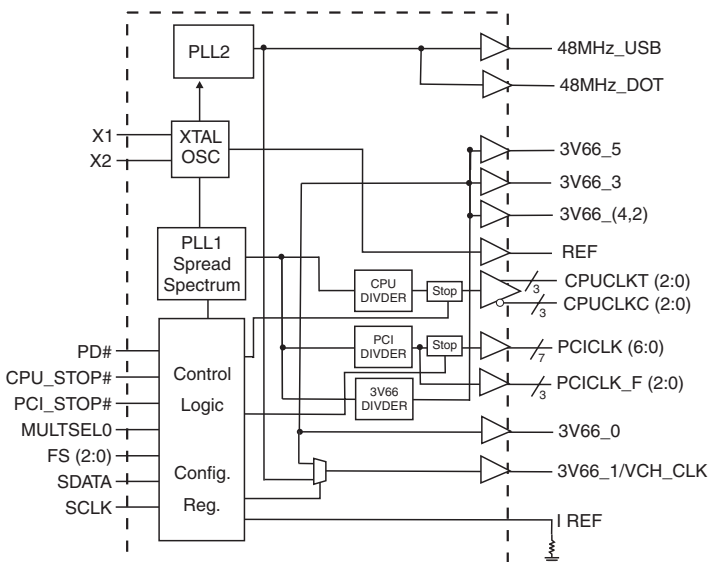 PLL2
48MHz_USB
48MHz_DOT
X1
X2
XTAL
OSC
3V66_5
3V66_3
3V66_(4,2)
REF
PLL1
Spread
Spectrum
CPU
DIVDER
Stop
3
CPUCLKT (2:0)
3
CPUCLKC (2:0)
PCI
DIVDER
Stop
7
PCICLK (6:0)
3V66
DIVDER
3
PCICLK_F (2:0)
PD#
CPU_STOP#
PCI_STOP#
MULTSEL0
FS (2:0)
SDATA
SCLK
Control
Logic
Config.
Reg.
3V66_0
3V66_1/VCH_CLK
I REF